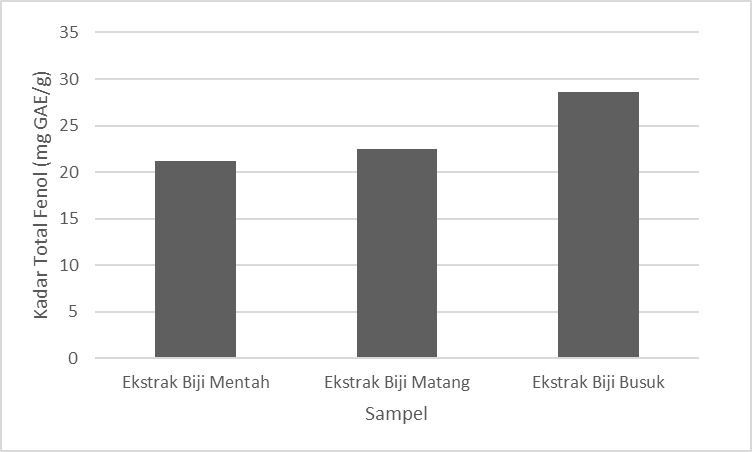 35
30
25
20
15
10
5
0
Kadar Total Fenol (mg GAE/g)
Ekstrak Biji Mentah
Ekstrak Biji Matang
Ekstrak Biji Busuk
Sampel